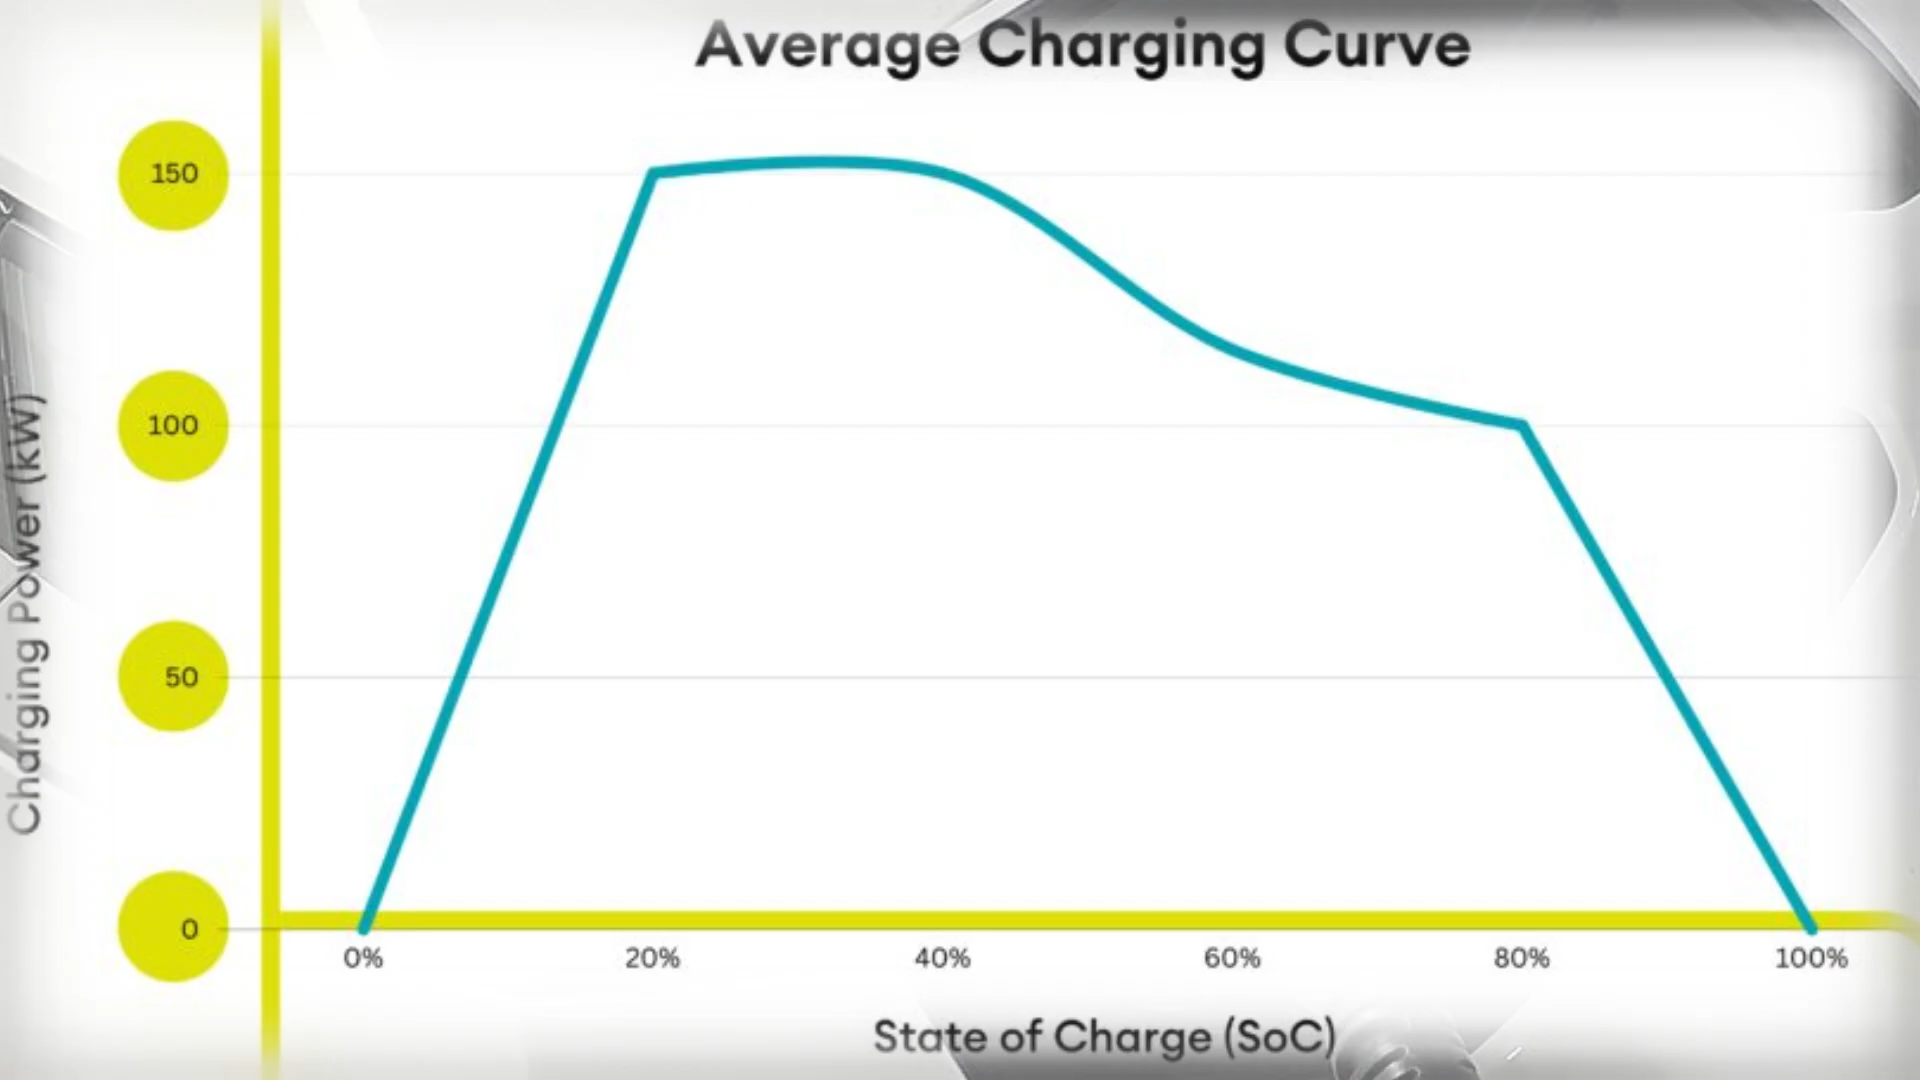 Average Charging Curve
Charging Power (kW)
150
100
50
0
0% 20% 40% 60% 80% 100%
State of Charge (SoC)